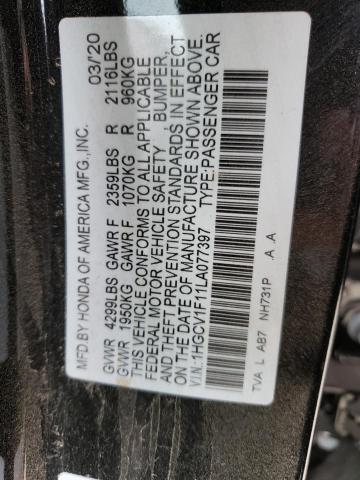 MFD.BY HONDA OF AMERICA MFG.,INC. 03/'20
GVWR 4299LBS GAWR F 2359LBS R 2116LBS
GVWR 1950KG GAWR F 1070KG R 960KG
THIS VEHICLE CONFORMS TO ALL APPLICABLE
FEDERAL MOTOR VEHICLE SAFETY, BUMPER,
AND THEFT PREVENTION STANDARDS IN EFFECT
ON THE DATE OF MANUFACTURE SHOWN ABOVE.
V.I.N.:1HGCV1F11LA077397 TYPE:PASSENGER CAR
TVA L AB7 NH731P .A .A